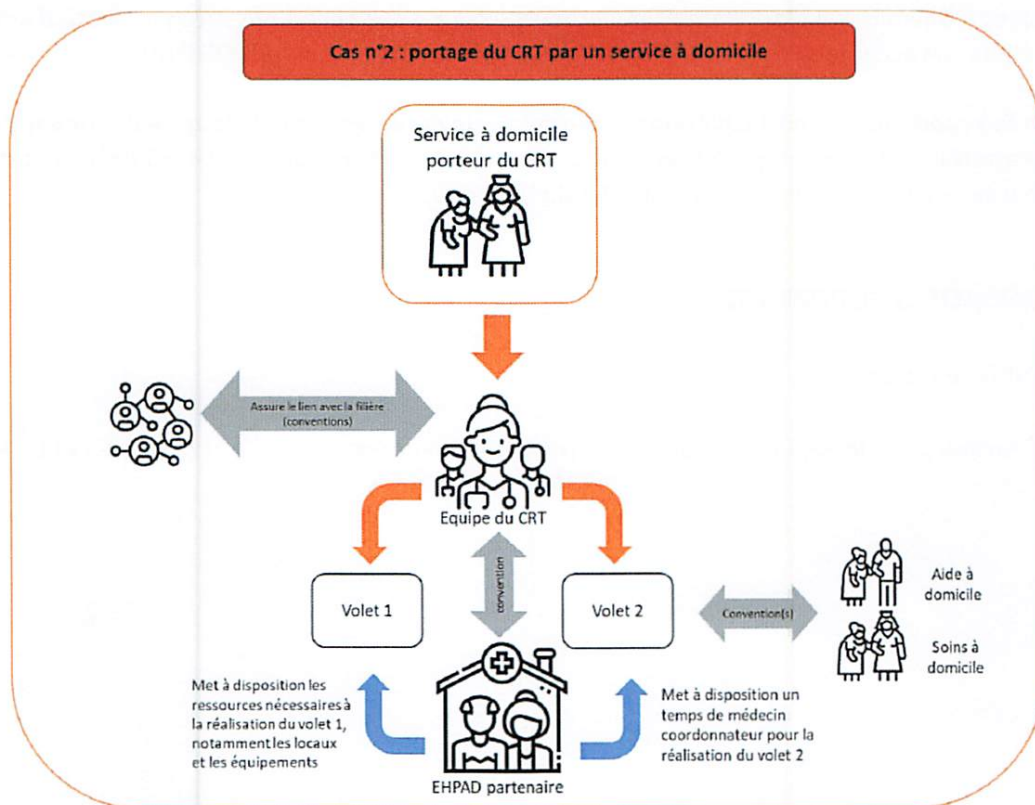 Cas n°2 : portage du CRT par un service à domicile
Service à domicile
porteur du CRT
Assure le lien avec la filière
(conventions)
Equipe du CRT
convention
Volet 1
Volet 2
Convention(s)
Aide à
domicile
Soins à
domicile
Met à disposition les
ressources nécessaires à
la réalisation du volet 1,
notamment les locaux
et les équipements
Met à disposition un
temps de médecin
coordonnateur pour la
réalisation du volet 2
EHPAD partenaire